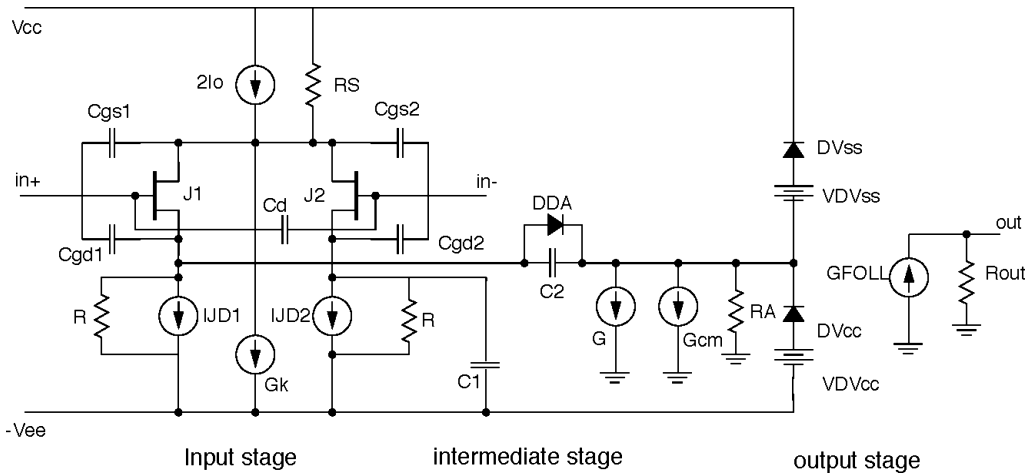 Vcc
2Io
RS
Cgs1
Cgs2
DVss
in+
J1
J2
in-
VDVss
Cd
DDA
out
Cgd1
Cgd2
C2
GFOLL
Rout
R
IJD1
IJD2
R
G
Gcm
RA
DVcc
Gk
C1
VDVcc
-Vee
Input stage
intermediate stage
output stage